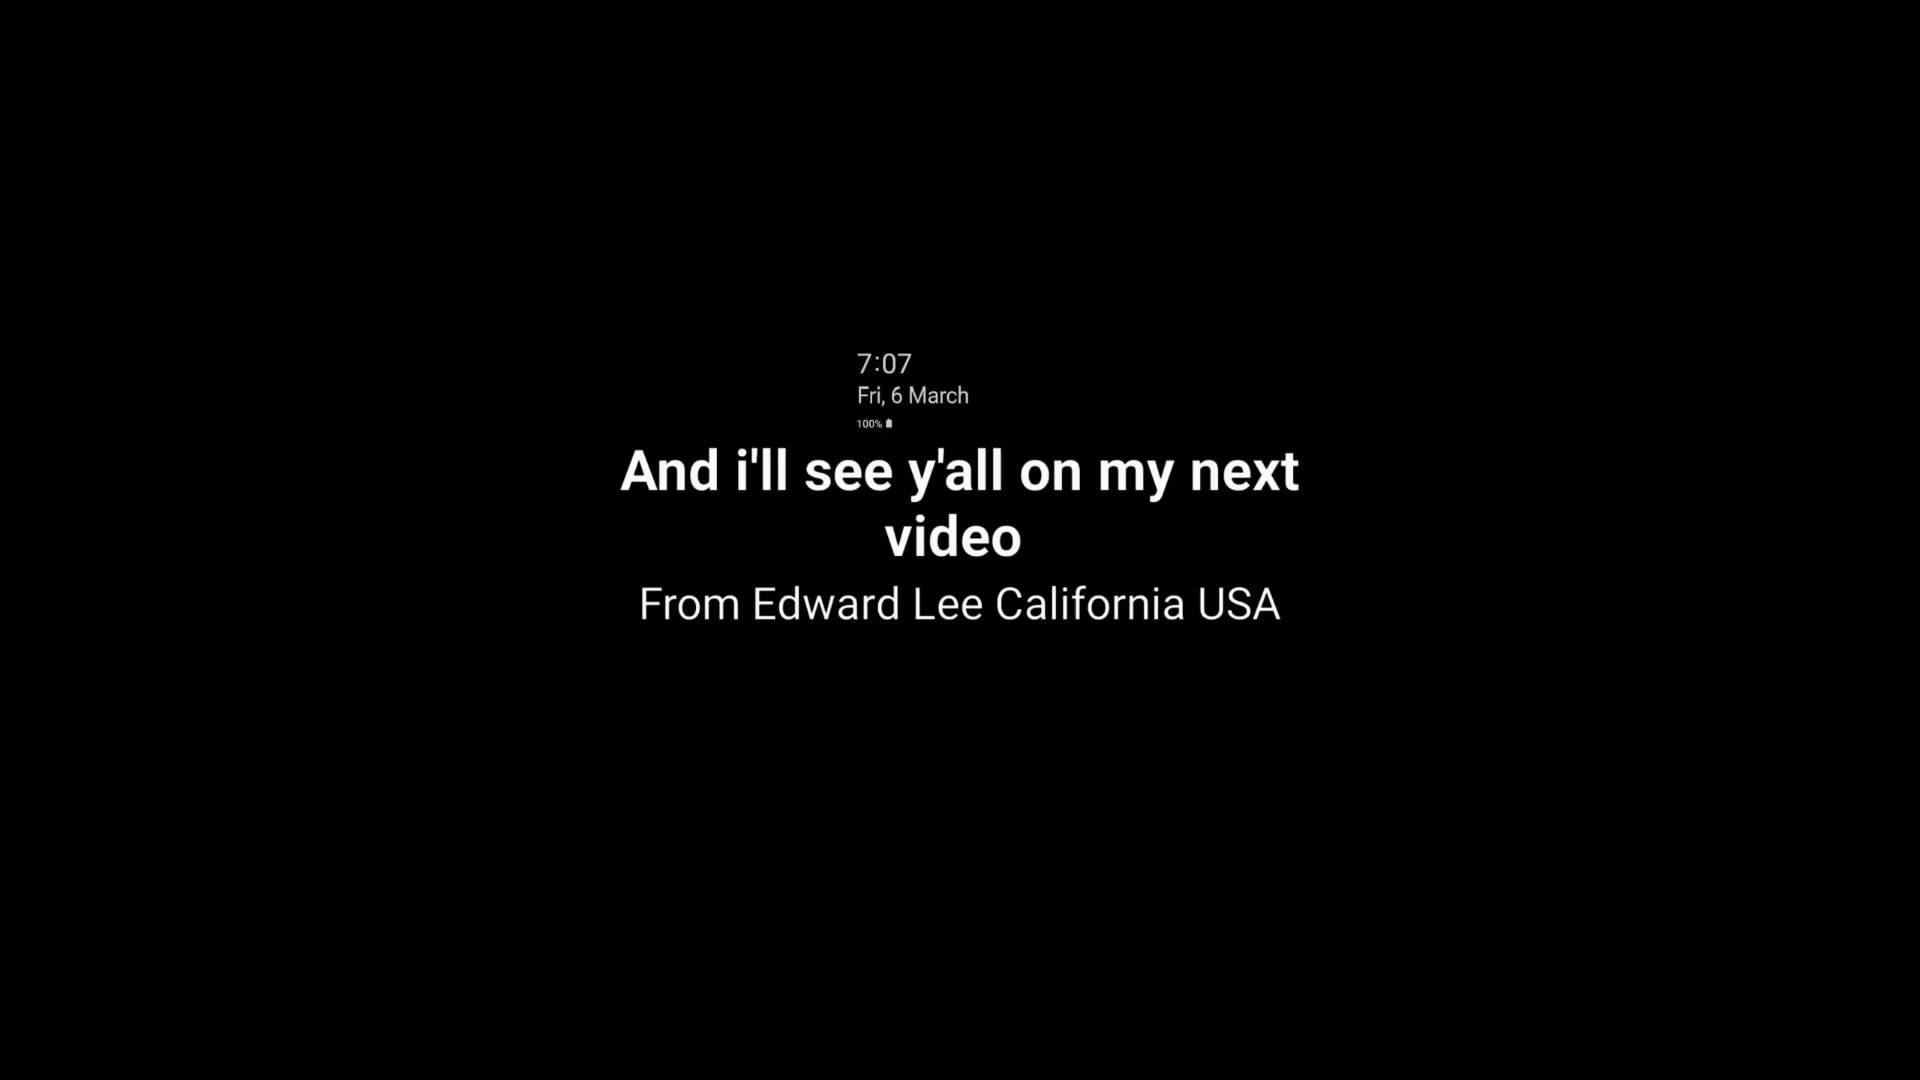 7:07
Fri, 6 March
100%
And i'll see y'all on my next
video
From Edward Lee California USA